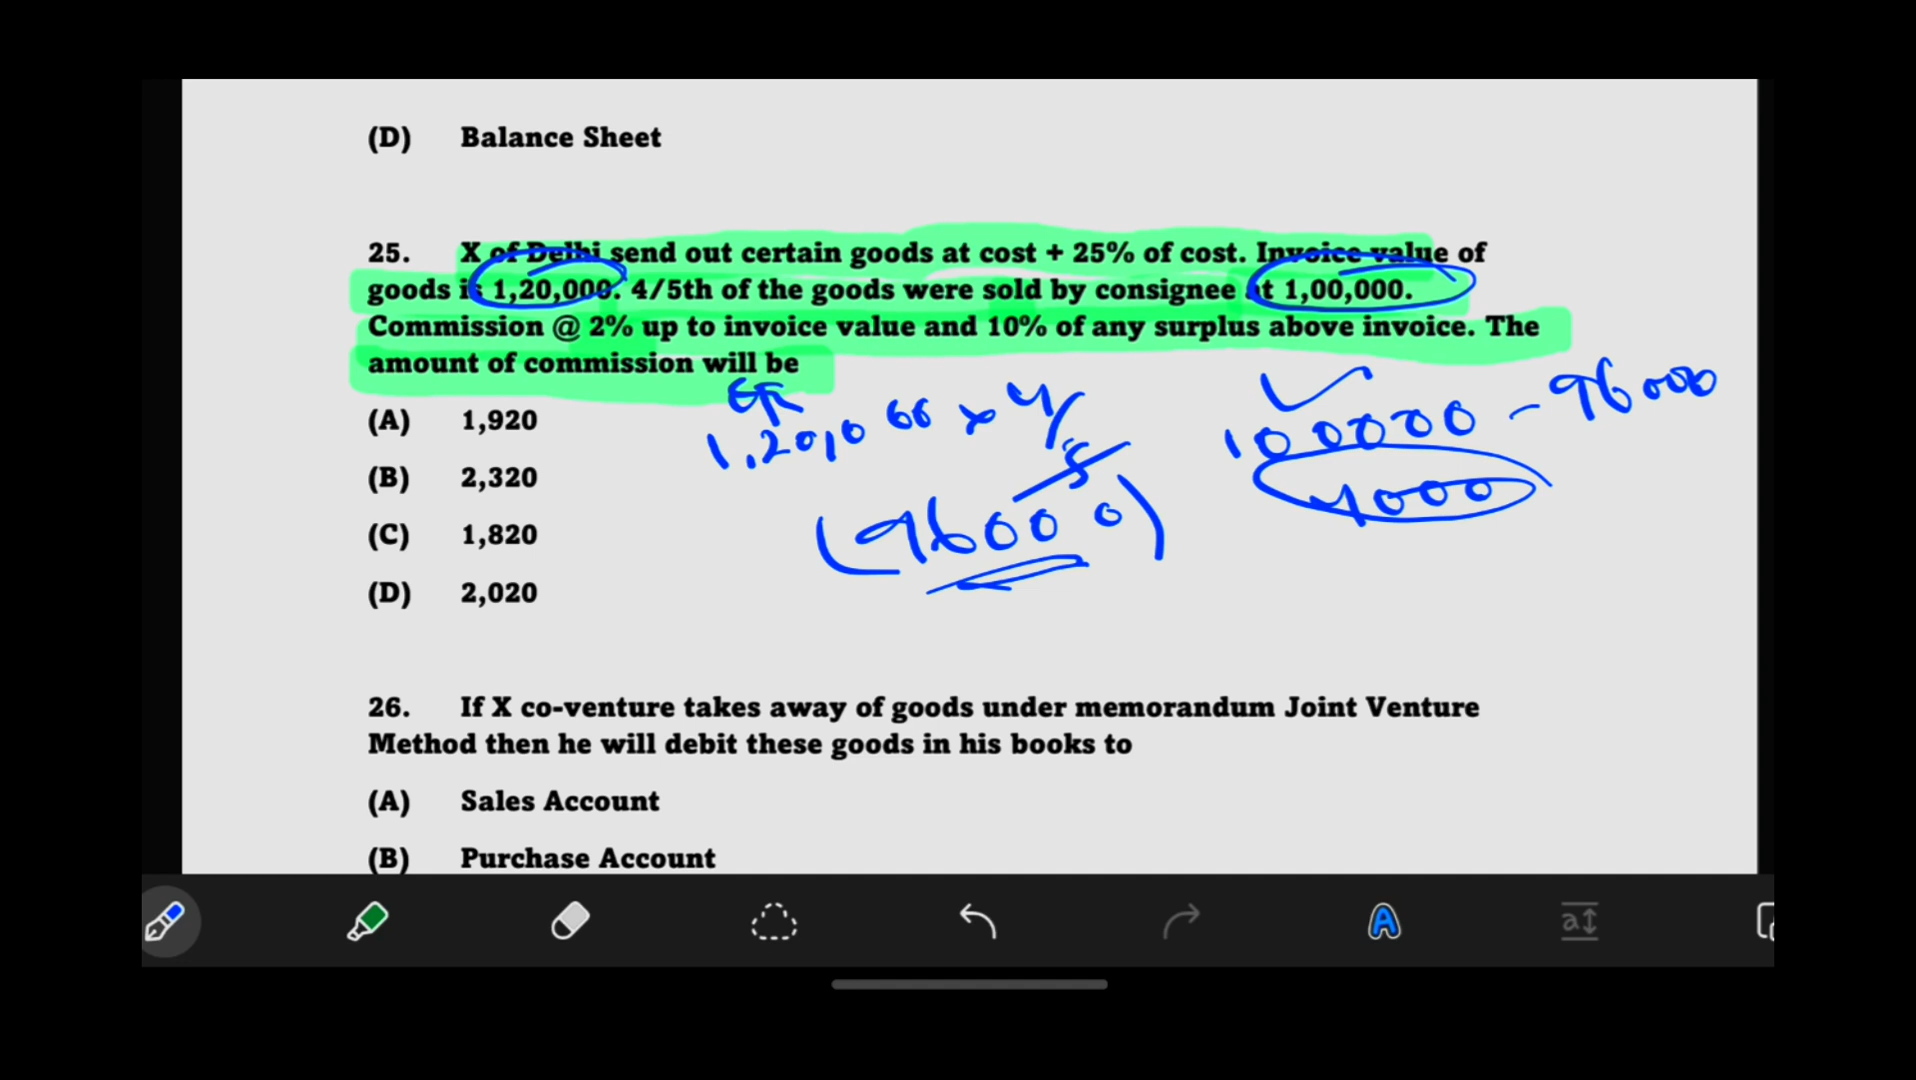 (D) Balance Sheet
25. X of Delhi send out certain goods at cost + 25% of cost. Invoice value of
goods is 1,20,000. 4/5th of the goods were sold by consignee at 1,00,000.
Commission @ 2% up to invoice value and 10% of any surplus above invoice. The
amount of commission will be
(A) 1,920
(B) 2,320
(C) 1,820
(D) 2,020
1,20,000 x 4/5
(96000)
100000 - 96000
4000
26. If X co-venture takes away of goods under memorandum Joint Venture
Method then he will debit these goods in his books to
(A) Sales Account
(B) Purchase Account
A
a